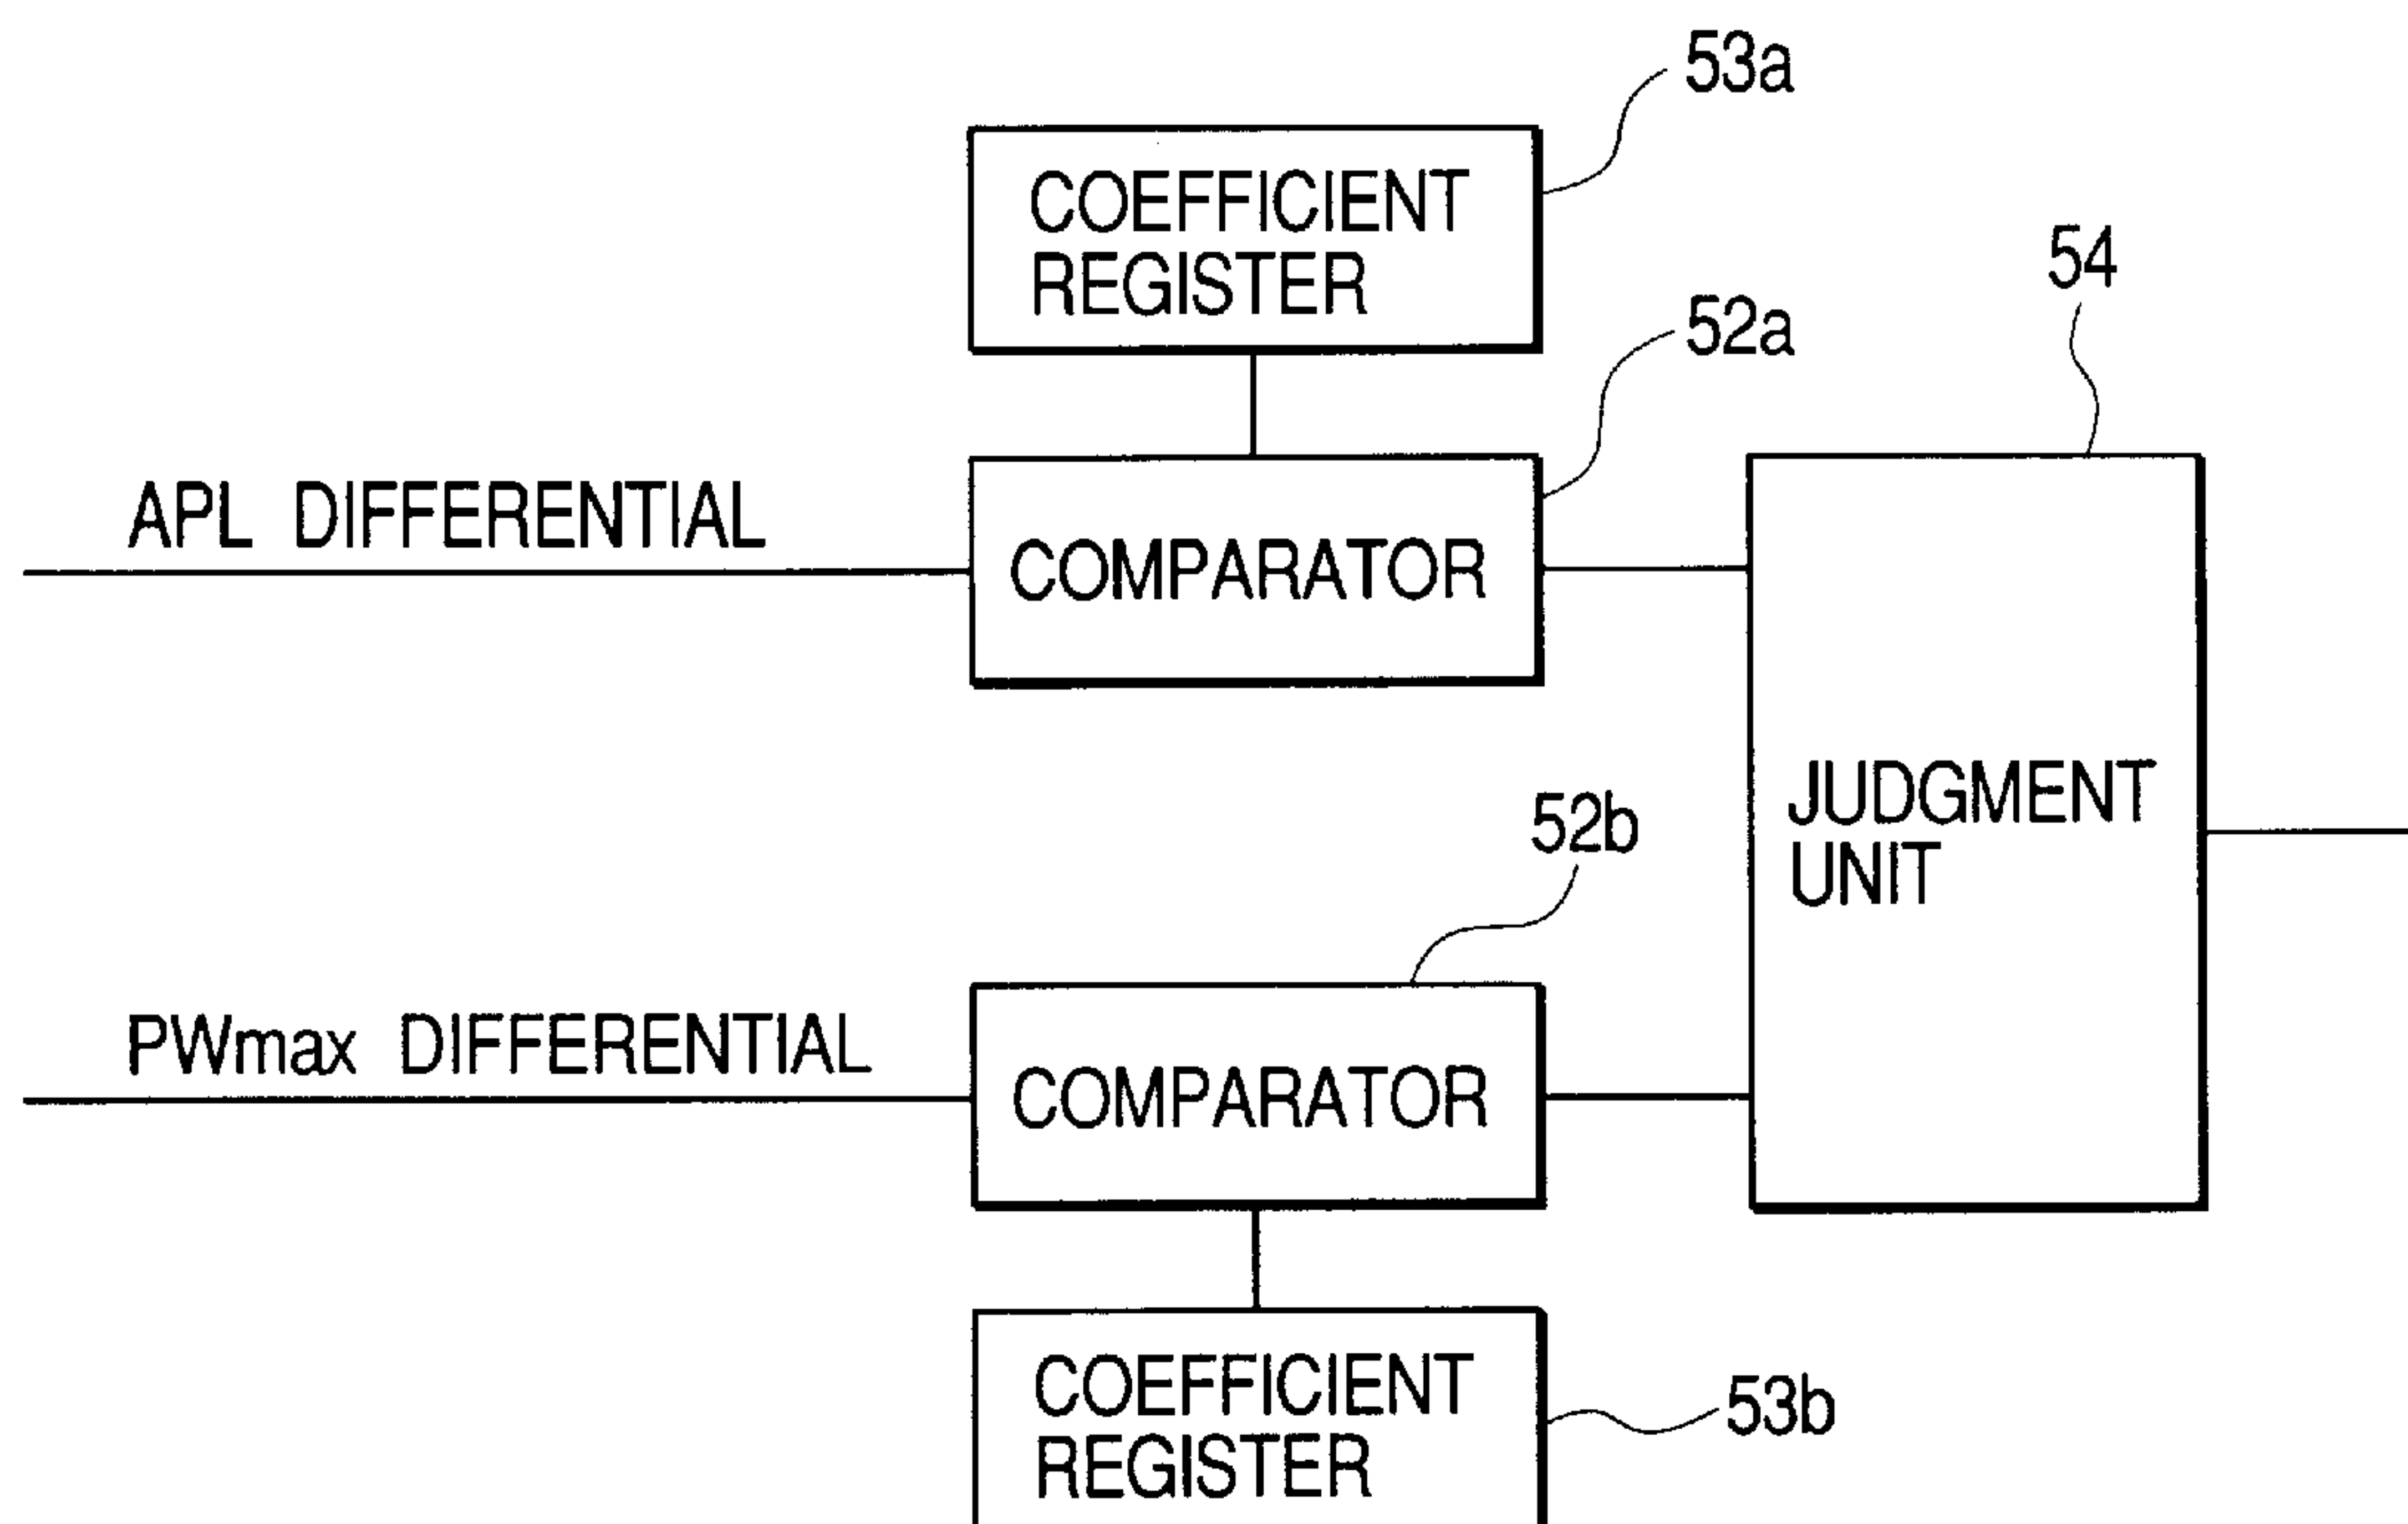 53a
COEFFICIENT
REGISTER
54
52a
APL DIFFERENTIAL
COMPARATOR
JUDGMENT
UNIT
52b
PWmax DIFFERENTIAL
COMPARATOR
COEFFICIENT
REGISTER
53b